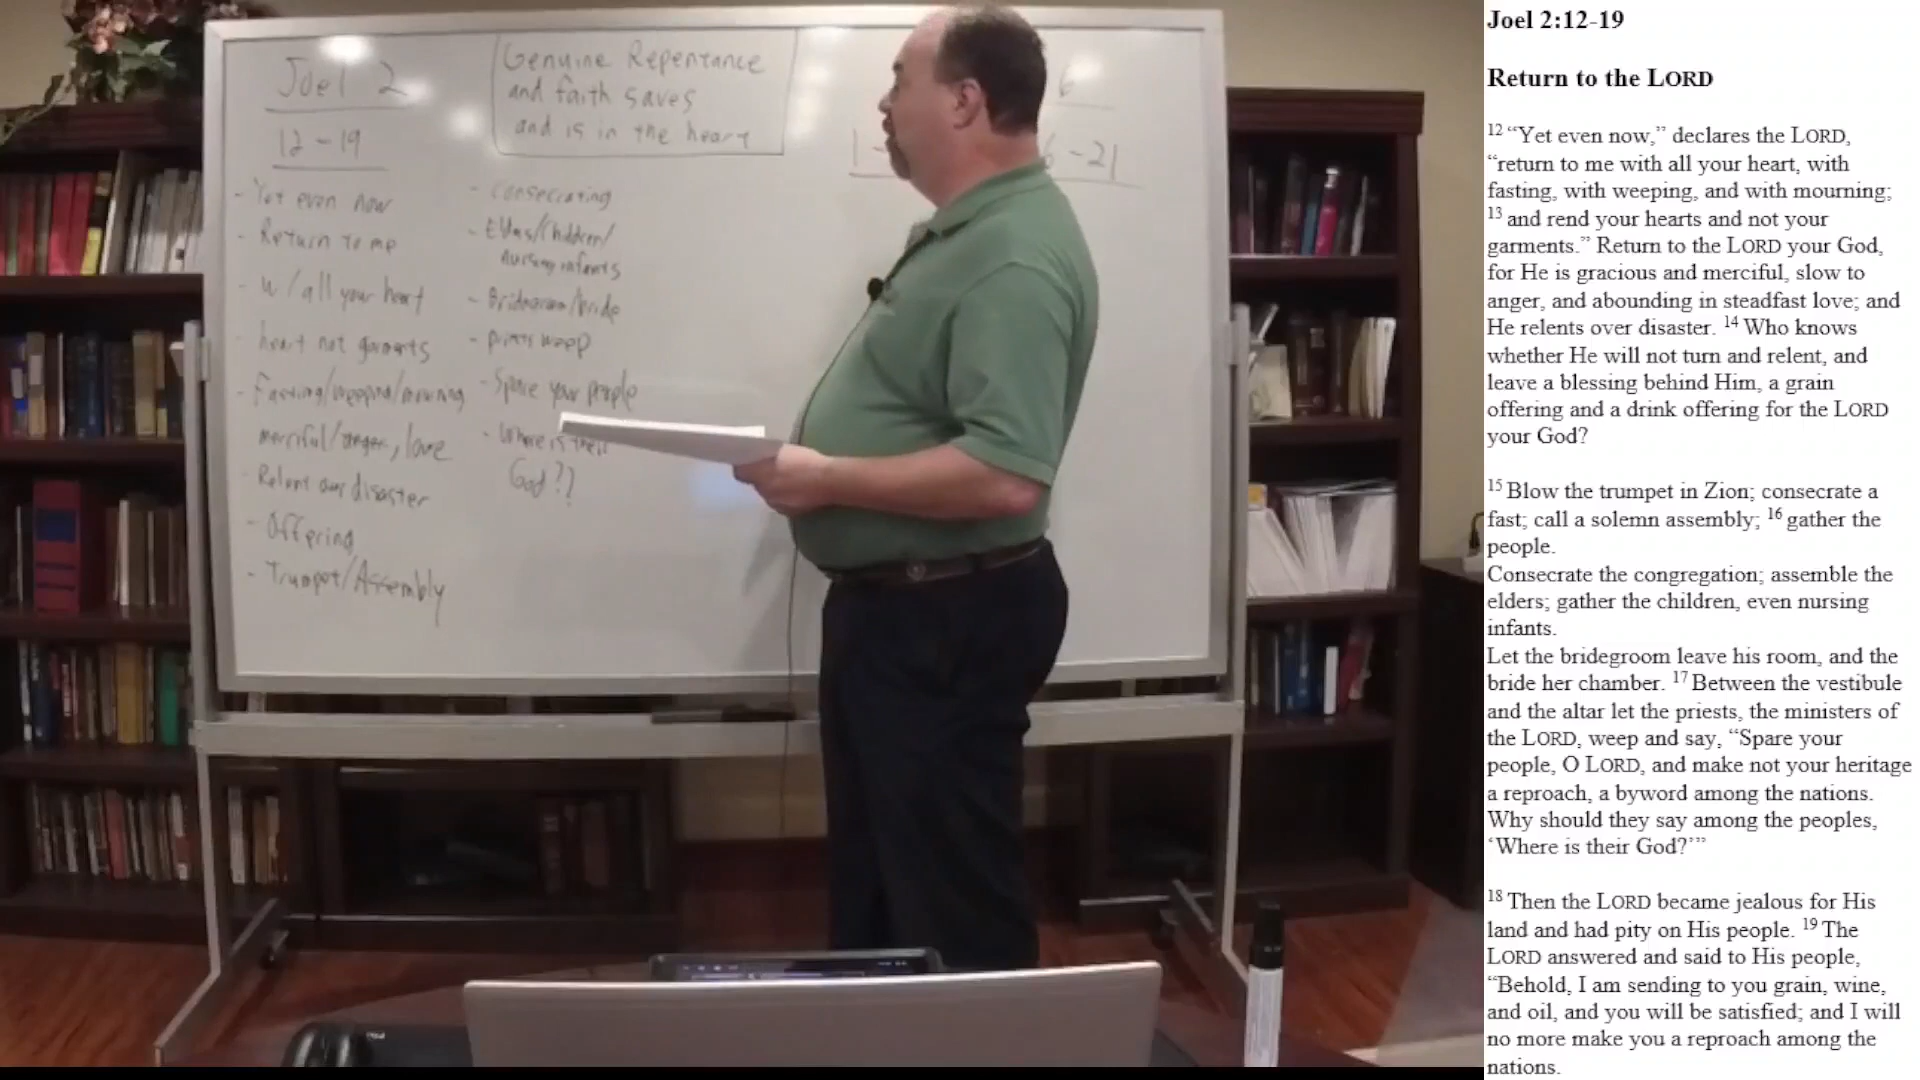 Joel 2
12-19
- Yet even now
- Return to me
- w/all your heart
heart not garments
- Fasting/weeping/mourning
merciful/anger, love
- Relent over disaster
- Offering
- Trumpet/Assembly
Genuine Repentance
and faith saves
and is in the heart
- consecrating
- Elders/Children/
nursing infants
- Bridegroom/bride
- priests weep
- Spare your people
- Where is their
God??
6
-21
Joel 2:12-19
Return to the LORD
12 “Yet even now,” declares the LORD,
“return to me with all your heart, with
fasting, with weeping, and with mourning;
13 and rend your hearts and not your
garments.” Return to the LORD your God,
for He is gracious and merciful, slow to
anger, and abounding in steadfast love; and
He relents over disaster. 14 Who knows
whether He will not turn and relent, and
leave a blessing behind Him, a grain
offering and a drink offering for the LORD
your God?
15 Blow the trumpet in Zion; consecrate a
fast; call a solemn assembly; 16 gather the
people.
Consecrate the congregation; assemble the
elders; gather the children, even nursing
infants.
Let the bridegroom leave his room, and the
bride her chamber. 17 Between the vestibule
and the altar let the priests, the ministers of
the LORD, weep and say, “Spare your
people, O LORD, and make not your heritage
a reproach, a byword among the nations.
Why should they say among the peoples,
‘Where is their God?’”
18 Then the LORD became jealous for His
land and had pity on His people. 19 The
LORD answered and said to His people,
“Behold, I am sending to you grain, wine,
and oil, and you will be satisfied; and I will
no more make you a reproach among the
nations.